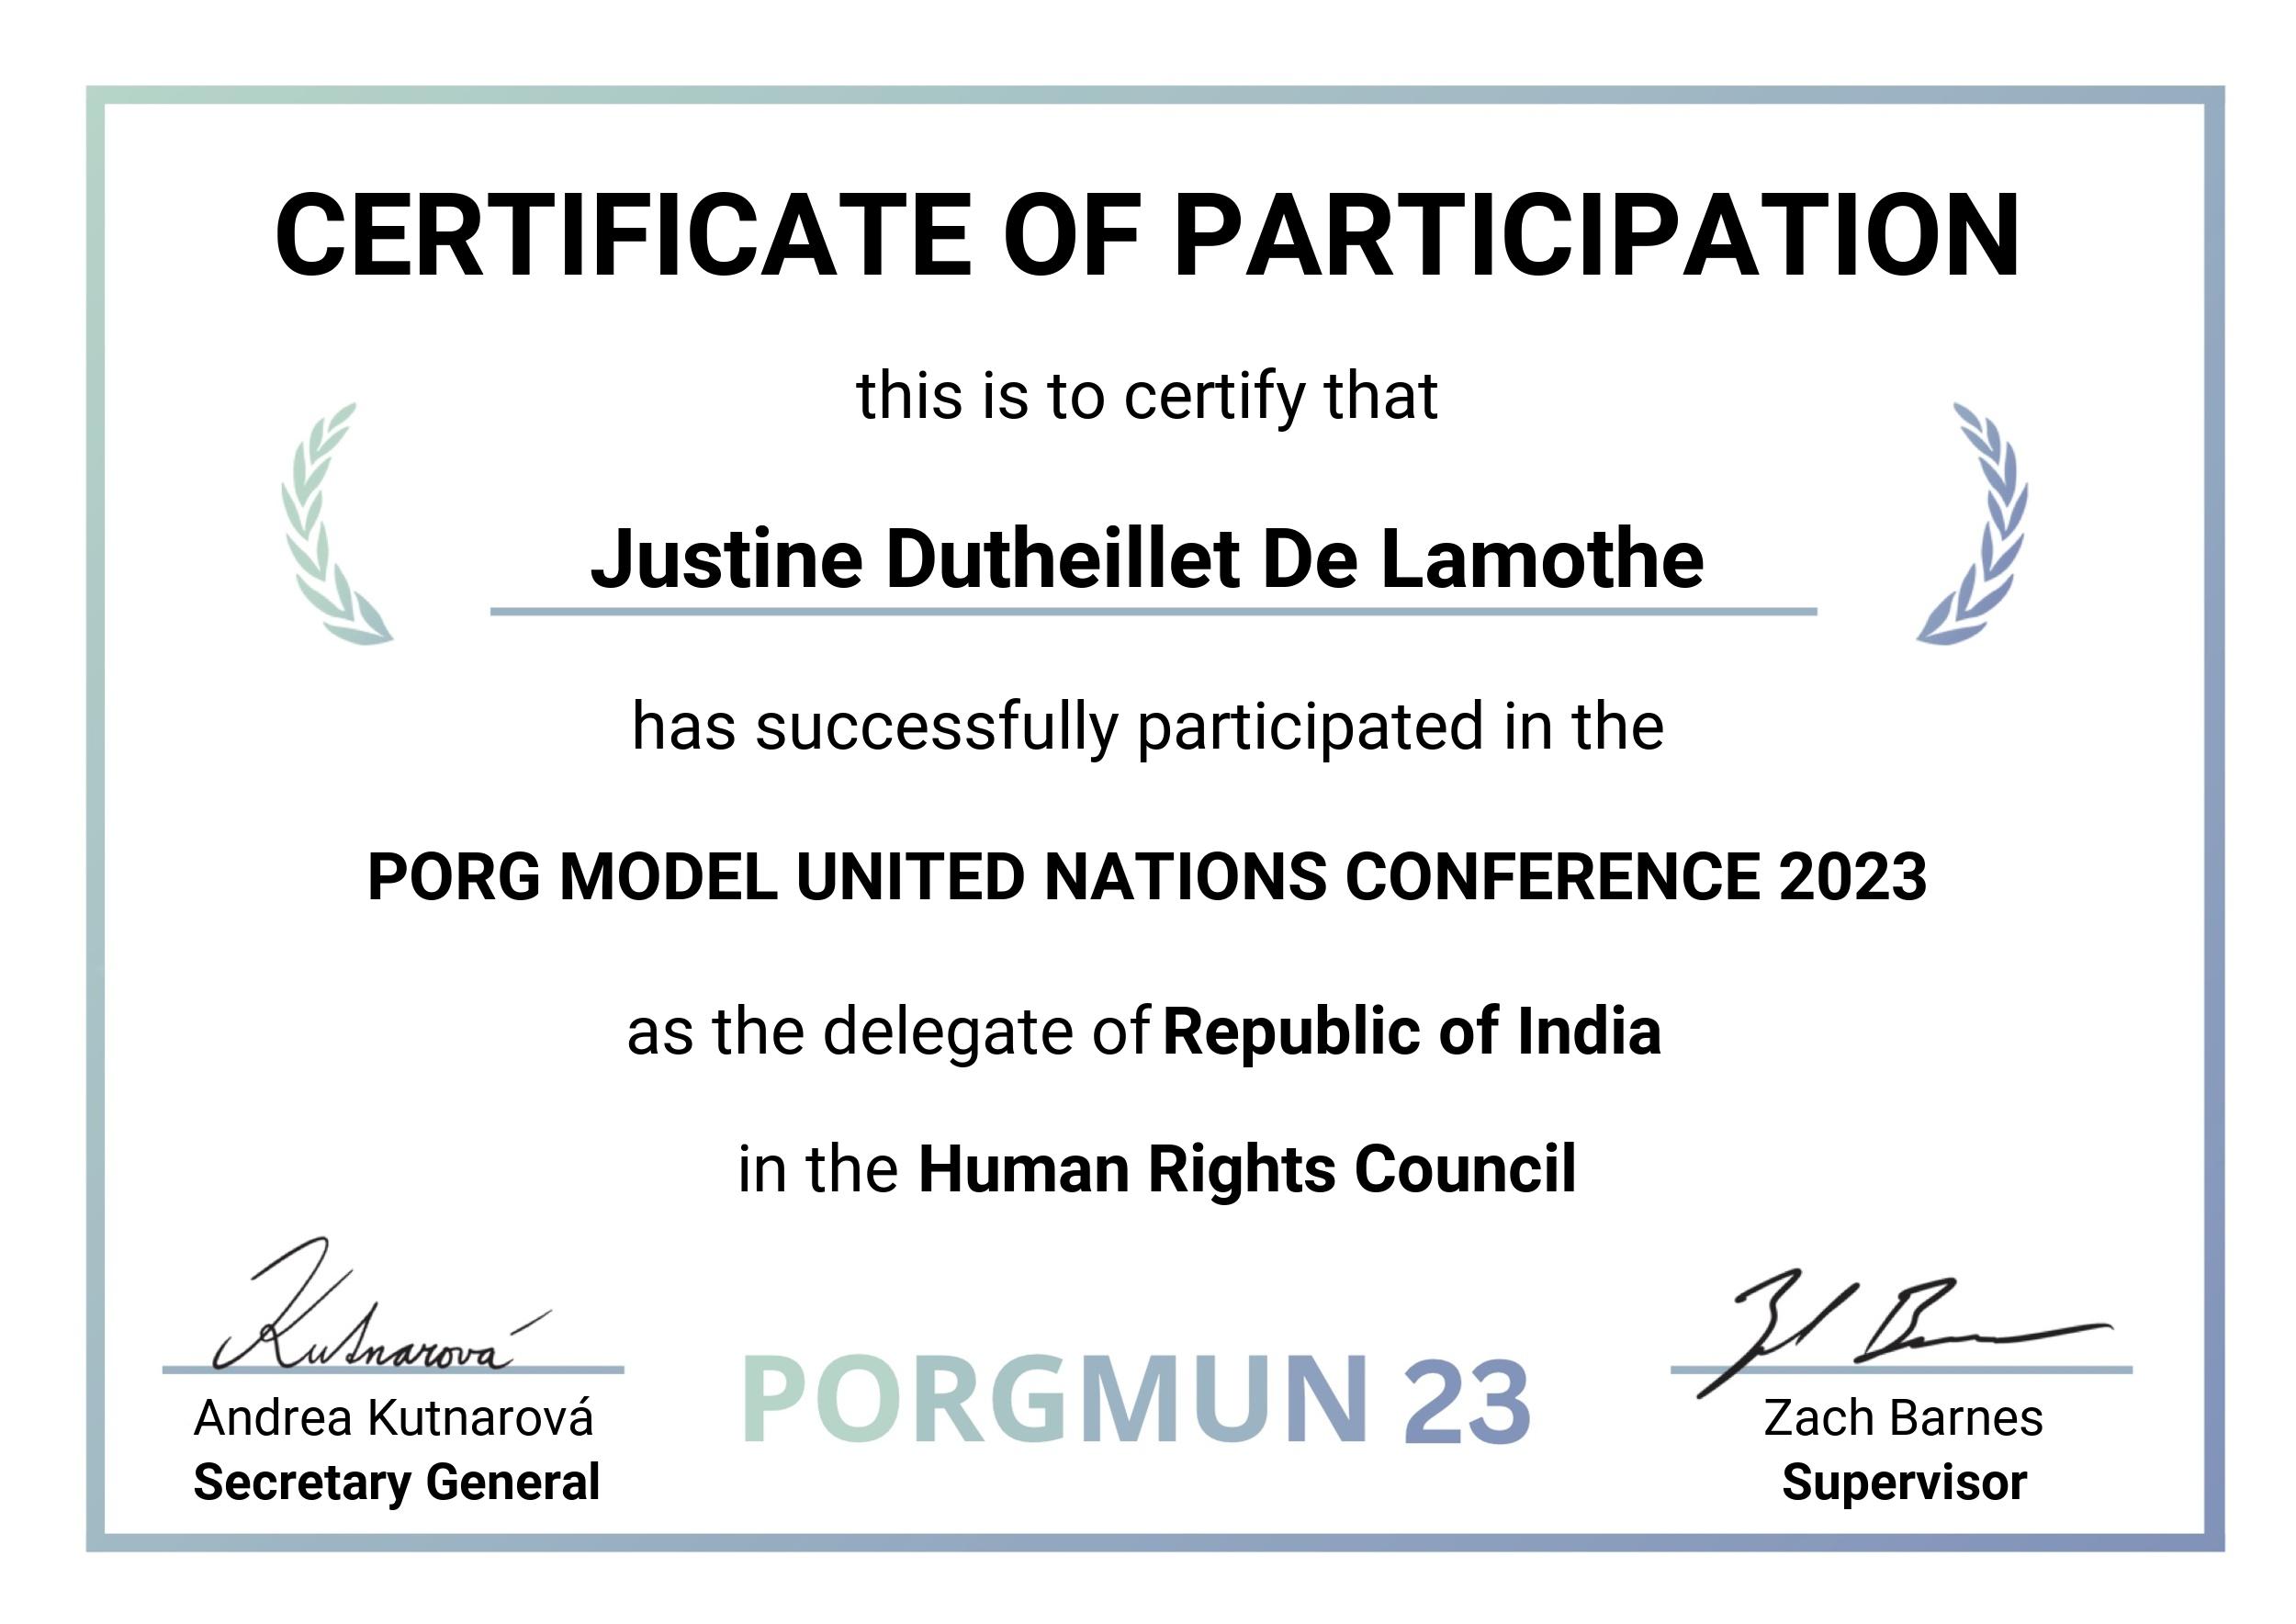 CERTIFICATE OF PARTICIPATION
this is to certify that
Justine Dutheillet De Lamothe
has successfully participated in the
PORG MODEL UNITED NATIONS CONFERENCE 2023
as the delegate of Republic of India
in the Human Rights Council
Kutnarová
Andrea Kutnarová
Secretary General
PORGMUN 23
Zach Barnes
Supervisor